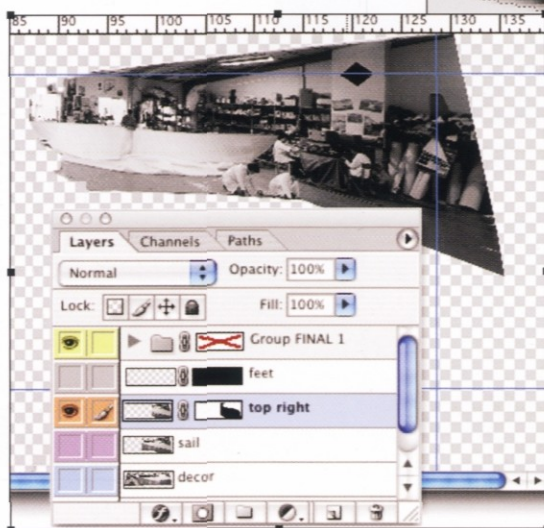 85 90 95 100 105 110 115 120 125 130 135
Layers Channels Paths
Normal Opacity: 100%
Lock: Fill: 100%
Group FINAL 1
feet
top right
sail
decor